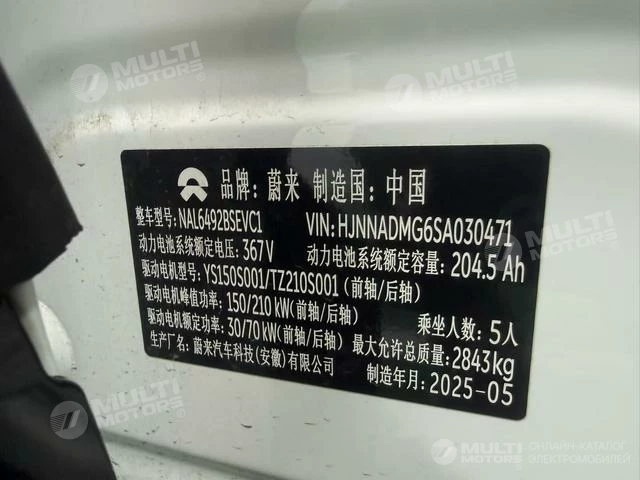 MULTI MOTORS®
MULTI MOTORS®
品牌：蔚来 制造国：中国
整车型号：NAL6492BSEVC1 VIN：HJNNADMG6SA030471
动力电池系统额定电压：367V 动力电池系统额定容量：204.5 Ah
驱动电机型号：YS150S001/TZ210S001（前轴/后轴）
驱动电机峰值功率：150/210 kW（前轴/后轴）
驱动电机额定功率：30/70 kW（前轴/后轴） 乘坐人数：5人
生产厂名：蔚来汽车科技（安徽）有限公司 最大允许总质量：2843kg
制造年月：2025-05
MULTI MOTORS®
MULTI MOTORS
ОНЛАЙН-КАТАЛОГ
ЭЛЕКТРОМОБИЛЕЙ